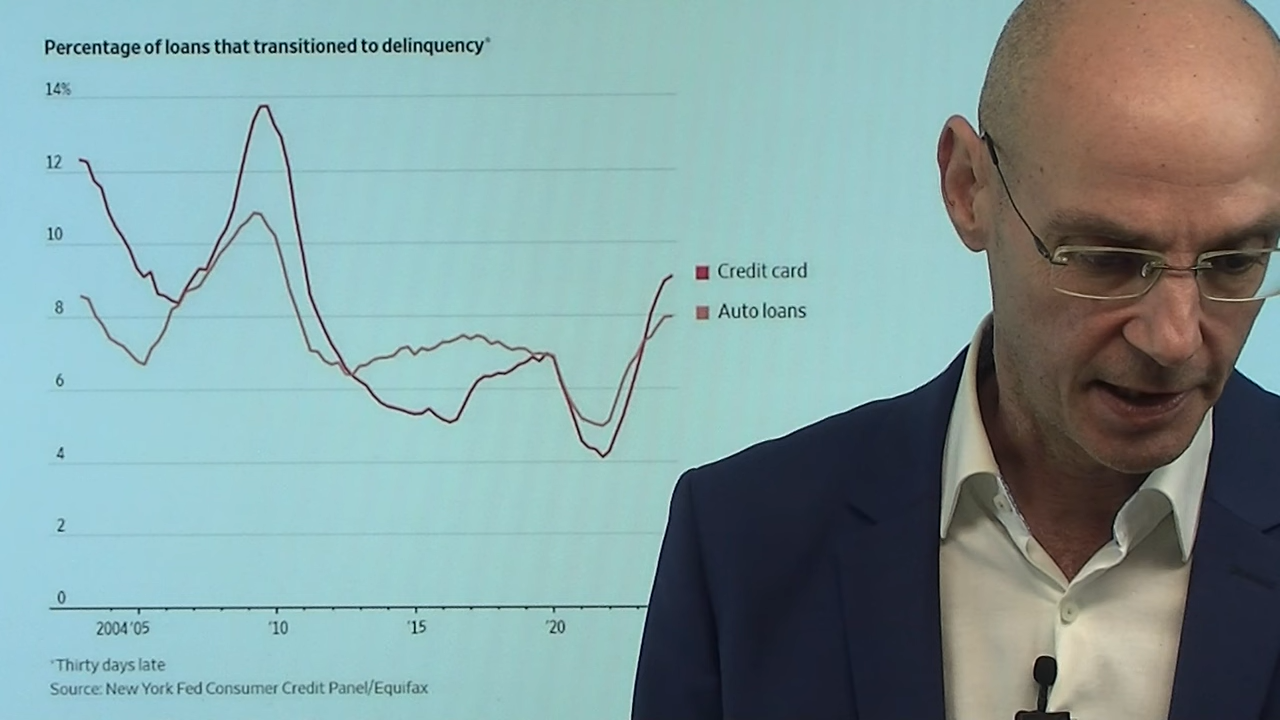 Percentage of loans that transitioned to delinquency*
14%
12
10
8
6
4
2
0
2004 '05 '10 '15 '20
Credit card
Auto loans
*Thirty days late
Source: New York Fed Consumer Credit Panel/Equifax